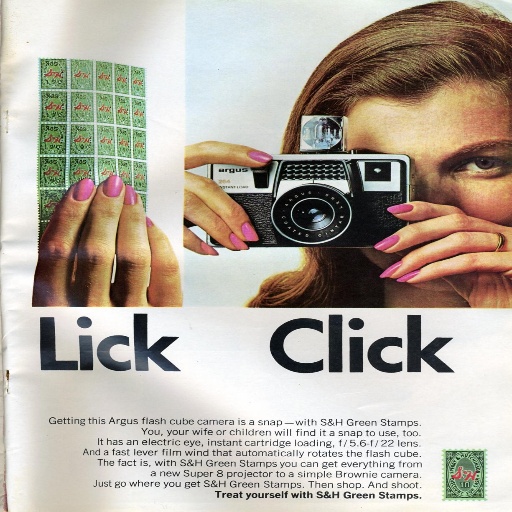 argus
Lick
Click
Getting this Argus flash cube camera is a snap — with S&H Green Stamps.
You, your wife or children will find it a snap to use, too.
It has an electric eye, instant cartridge loading, f/5.6-f/22 lens.
And a fast lever film wind that automatically rotates the flash cube.
The fact is, with S&H Green Stamps you can get everything from
a new Super 8 projector to a simple Brownie camera.
Just go where you get S&H Green Stamps. Then shop. And shoot.
Treat yourself with S&H Green Stamps.
S&H